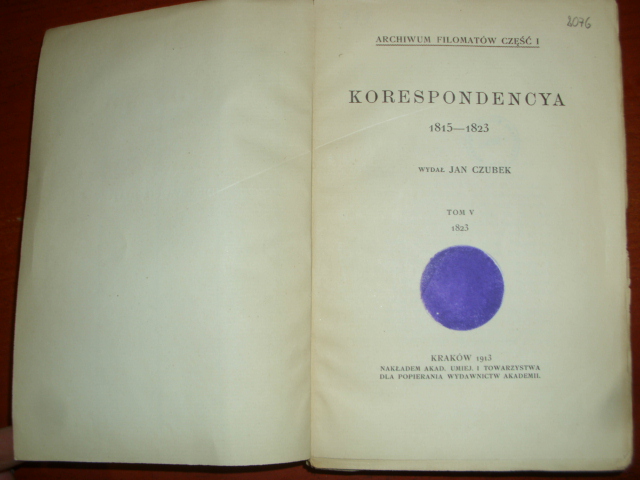 2076
ARCHIWUM FILOMATÓW CZĘŚĆ I
KORESPONDENCYA
1815—1823
WYDAŁ JAN CZUBEK
TOM V
1823
KRAKÓW 1913
NAKŁADEM AKAD. UMIEJ. I TOWARZYSTWA
DLA POPIERANIA WYDAWNICTW AKADEMII.